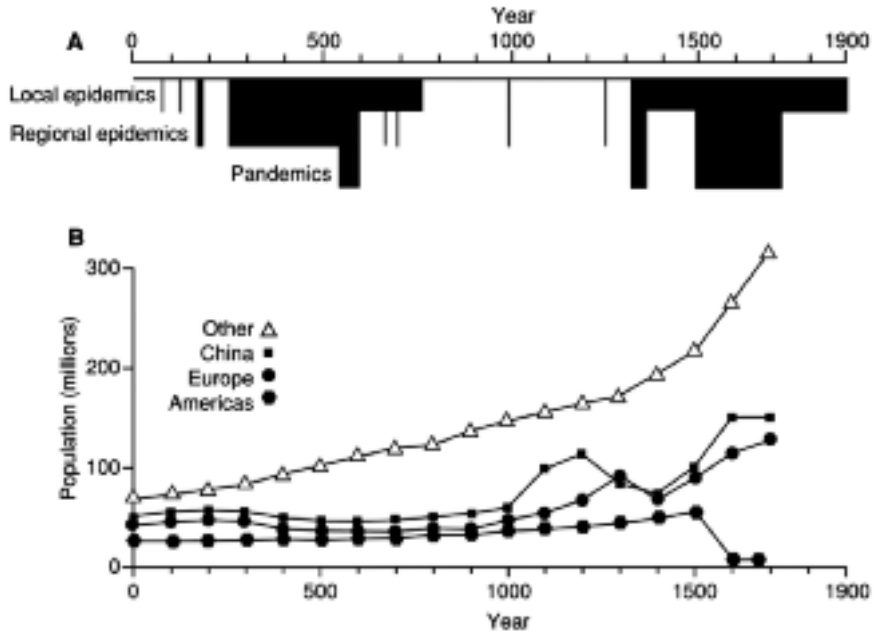 Year
A
0 500 1000 1500 1900
Local epidemics
Regional epidemics
Pandemics
B
300
Other
200
China
Europe
Americas
100
0
Population (millions)
0 500 1000 1500 1900
Year